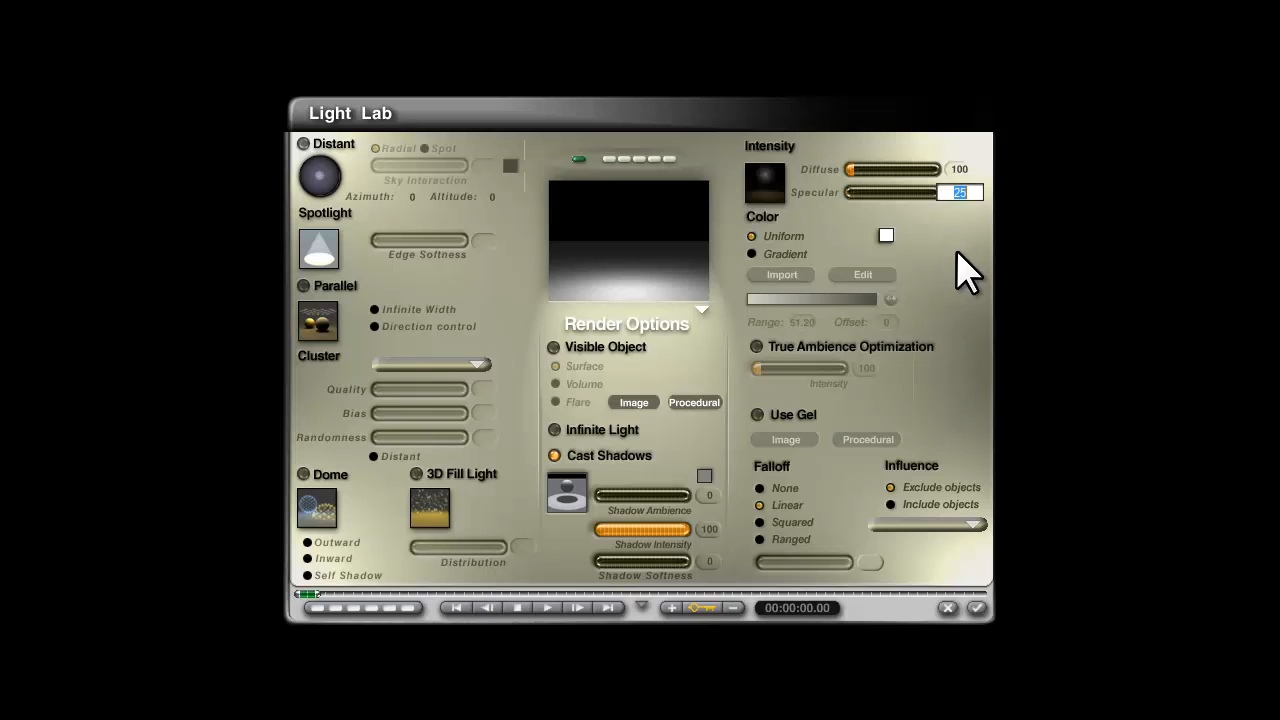 Light Lab
Distant
Radial Spot
Sky Interaction
Azimuth: 0 Altitude: 0
Spotlight
Edge Softness
Parallel
Infinite Width
Direction control
Cluster
Quality
Bias
Randomness
Distant
Dome
3D Fill Light
Outward
Inward
Self Shadow
Distribution
Render Options
Visible Object
Surface
Volume
Flare Image Procedural
Infinite Light
Cast Shadows
0
Shadow Ambience
100
Shadow Intensity
0
Shadow Softness
Intensity
Diffuse 100
Specular 25
Color
Uniform
Gradient
Import Edit
Range: 51.20 Offset: 0
True Ambience Optimization
100
Intensity
Use Gel
Image Procedural
Falloff
None
Linear
Squared
Ranged
Influence
Exclude objects
Include objects
00:00:00.00